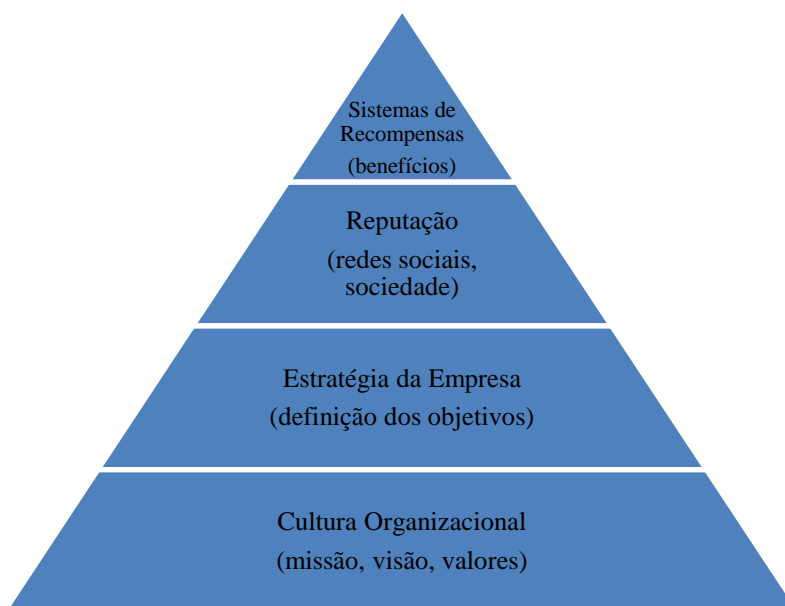 Sistemas de
Recompensas
(benefícios)
Reputação
(redes sociais,
sociedade)
Estratégia da Empresa
(definição dos objetivos)
Cultura Organizacional
(missão, visão, valores)